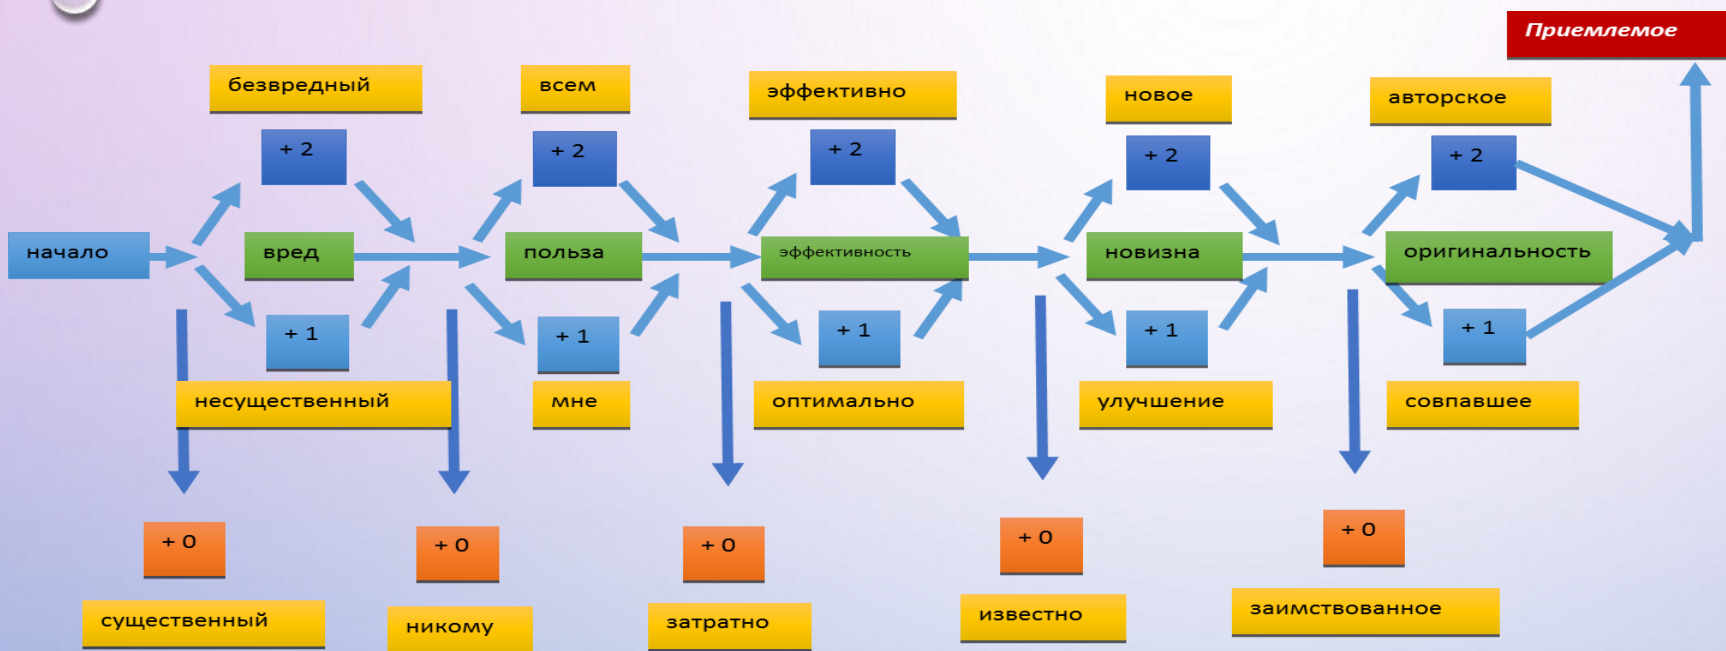 Приемлемое
безвредный
всем
эффективно
новое
авторское
+ 2
+ 2
+ 2
+ 2
+ 2
начало
вред
польза
эффективность
новизна
оригинальность
+ 1
+ 1
+ 1
+ 1
+ 1
несущественный
мне
оптимально
улучшение
совпавшее
+ 0
+ 0
+ 0
+ 0
+ 0
существенный
никому
затратно
известно
заимствованное